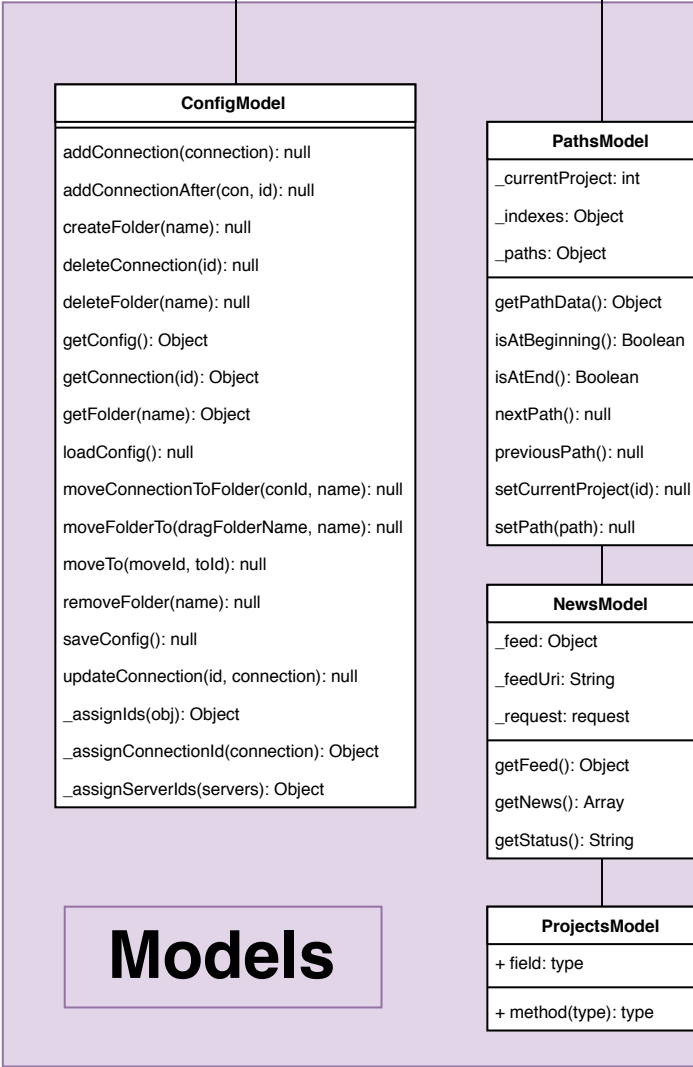 ConfigModel
addConnection(connection): null
addConnectionAfter(con, id): null
createFolder(name): null
deleteConnection(id): null
deleteFolder(name): null
getConfig(): Object
getConnection(id): Object
getFolder(name): Object
loadConfig(): null
moveConnectionToFolder(conId, name): null
moveFolderTo(dragFolderName, name): null
moveTo(moveId, toId): null
removeFolder(name): null
saveConfig(): null
updateConnection(id, connection): null
_assignIds(obj): Object
_assignConnectionId(connection): Object
_assignServerIds(servers): Object
Models
PathsModel
_currentProject: int
_indexes: Object
_paths: Object
getPathData(): Object
isAtBeginning(): Boolean
isAtEnd(): Boolean
nextPath(): null
previousPath(): null
setCurrentProject(id): null
setPath(path): null
NewsModel
_feed: Object
_feedUri: String
_request: request
getFeed(): Object
getNews(): Array
getStatus(): String
ProjectsModel
+ field: type
+ method(type): type